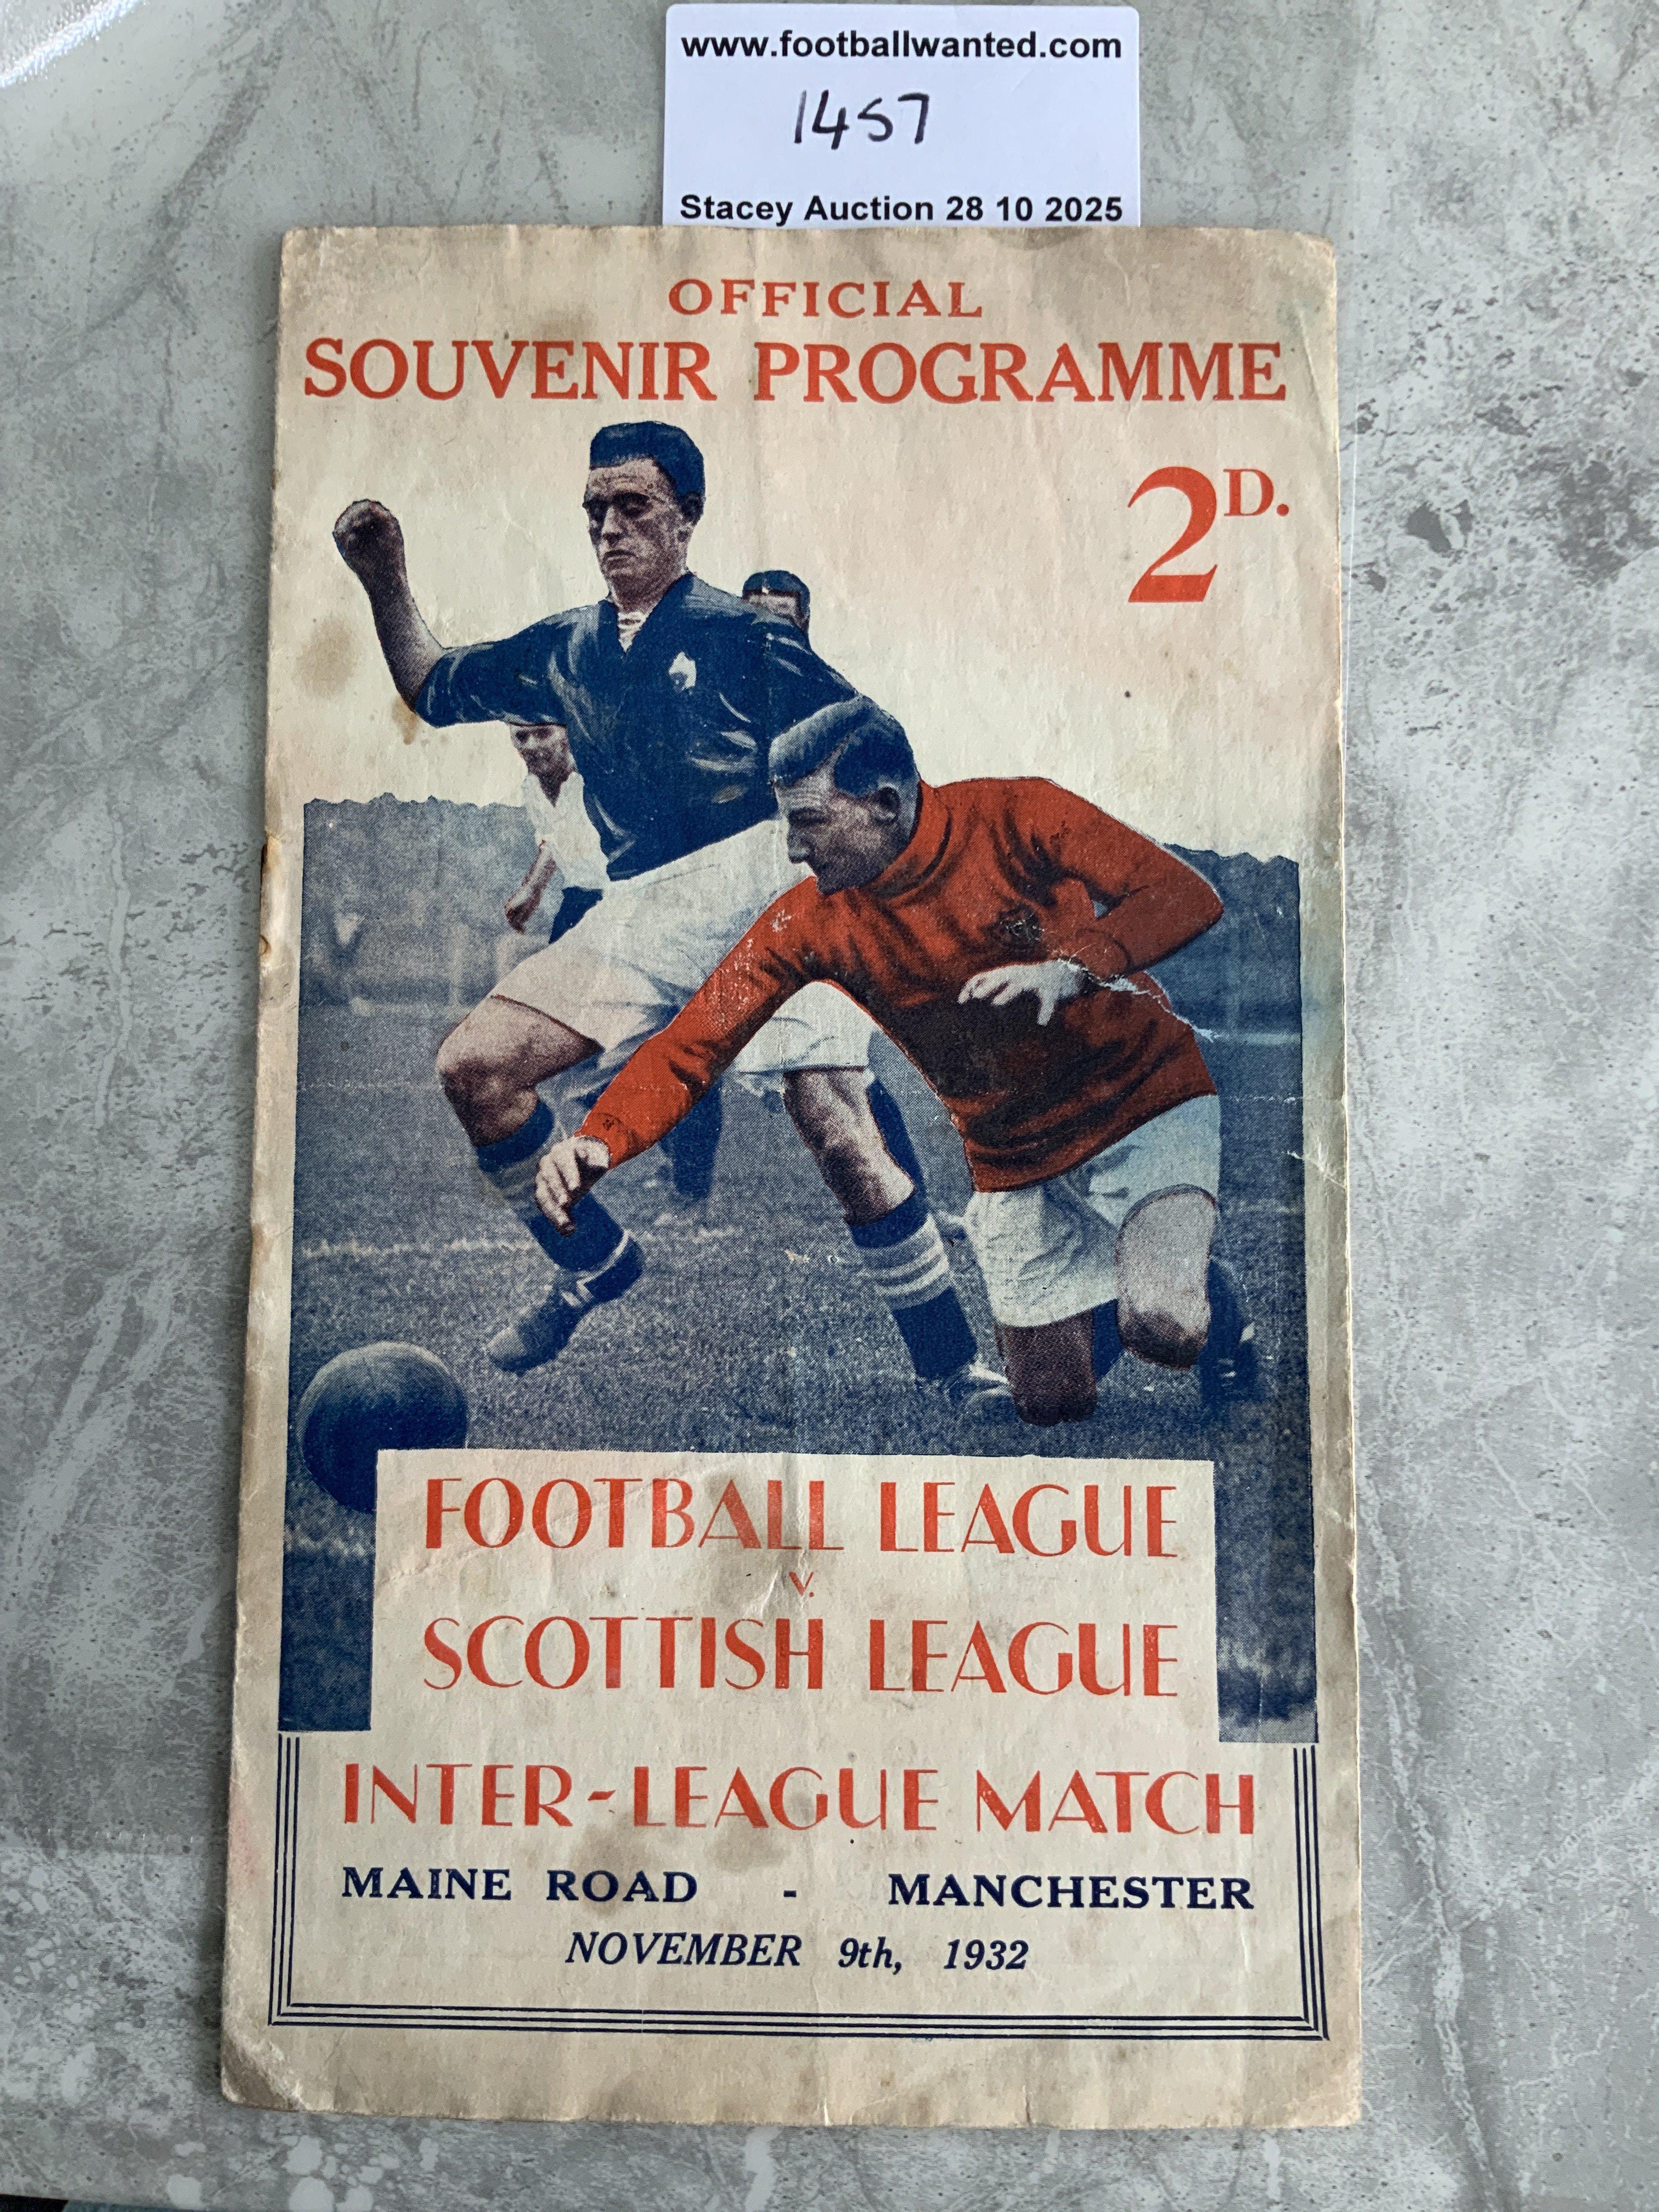 www.footballwanted.com
1457
Stacey Auction 28 10 2025
OFFICIAL
SOUVENIR PROGRAMME
2D.
FOOTBALL LEAGUE
V.
SCOTTISH LEAGUE
INTER-LEAGUE MATCH
MAINE ROAD - MANCHESTER
NOVEMBER 9th, 1932